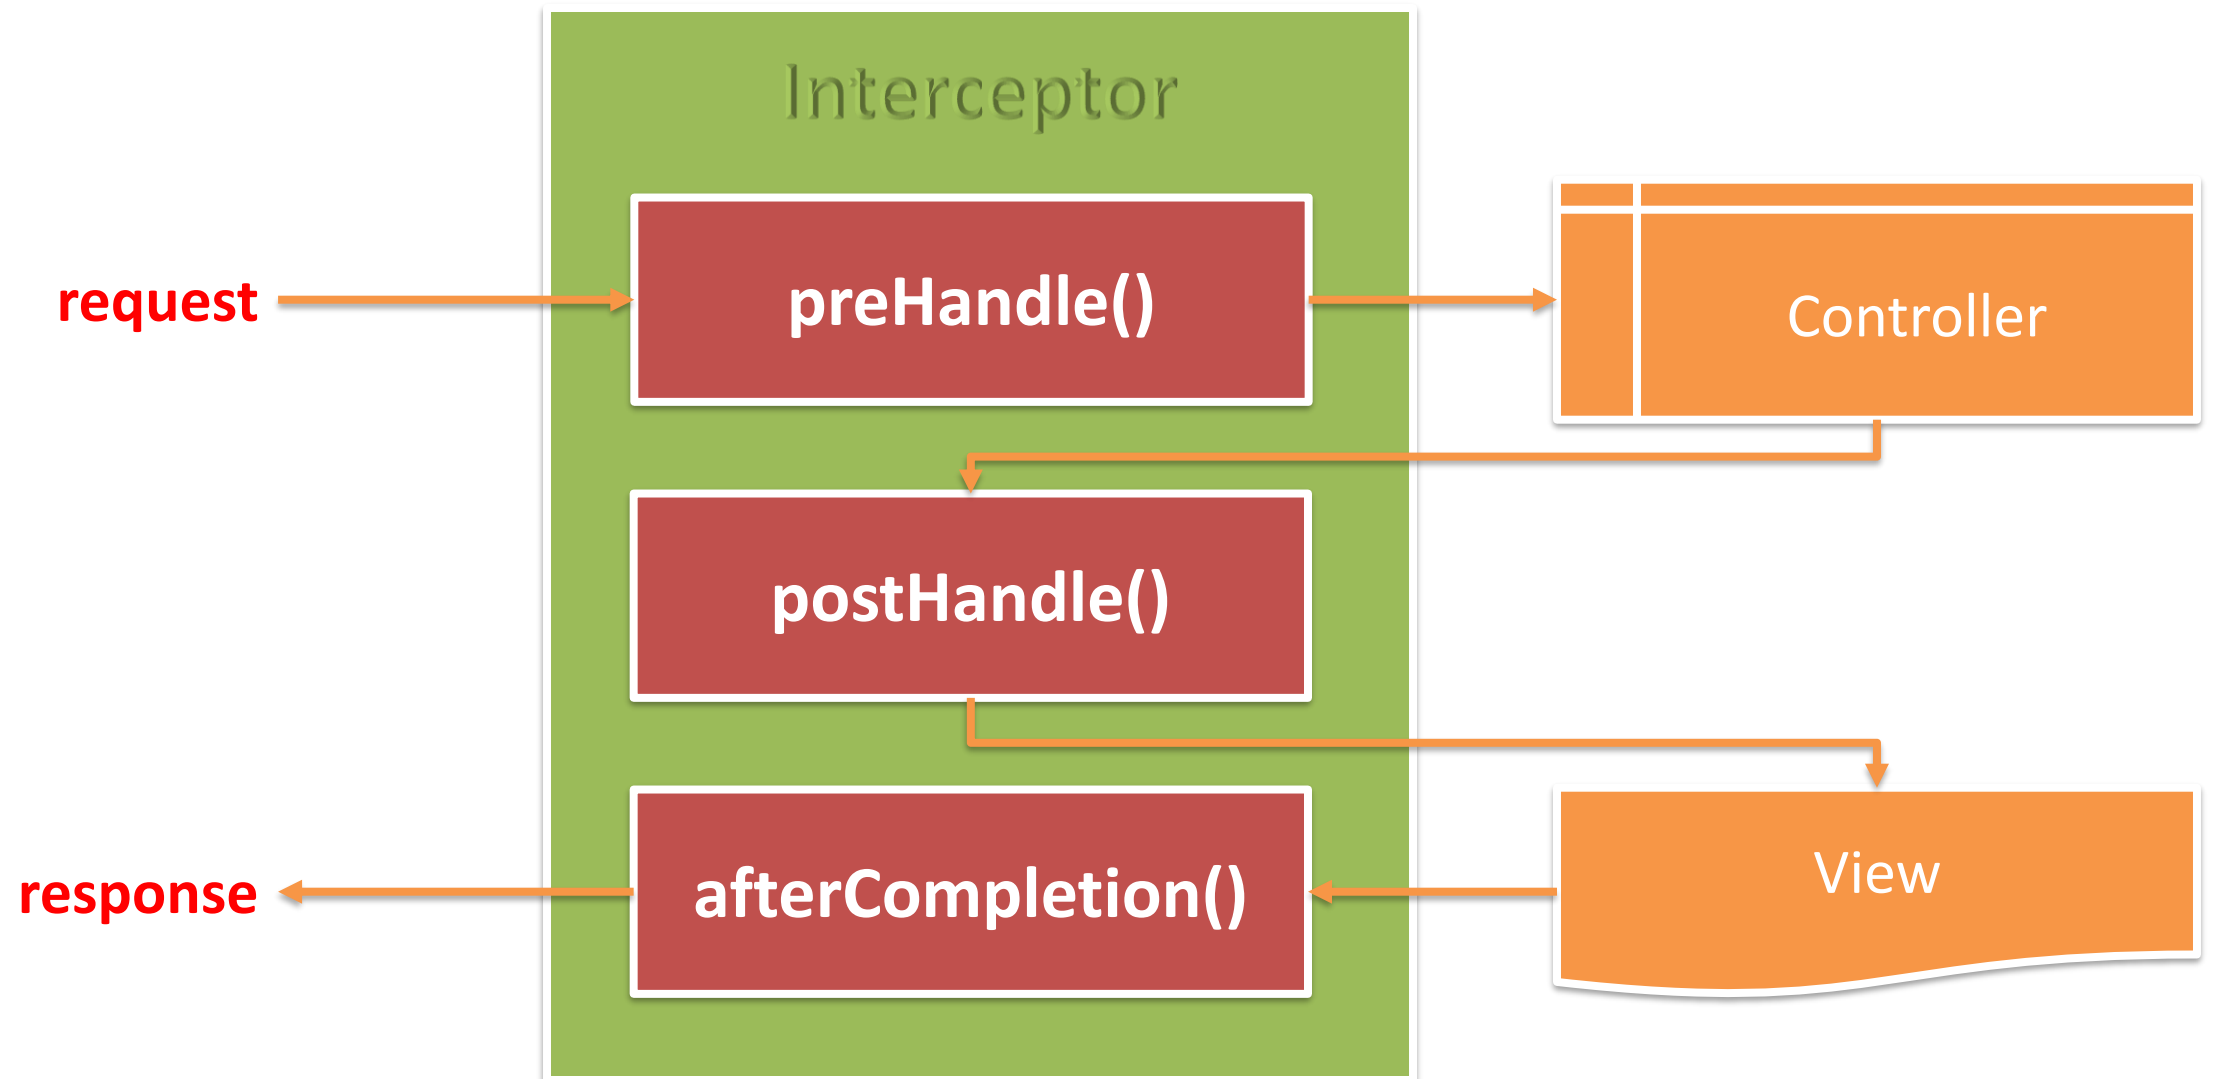 Interceptor
request
preHandle()
Controller
postHandle()
response
afterCompletion()
View